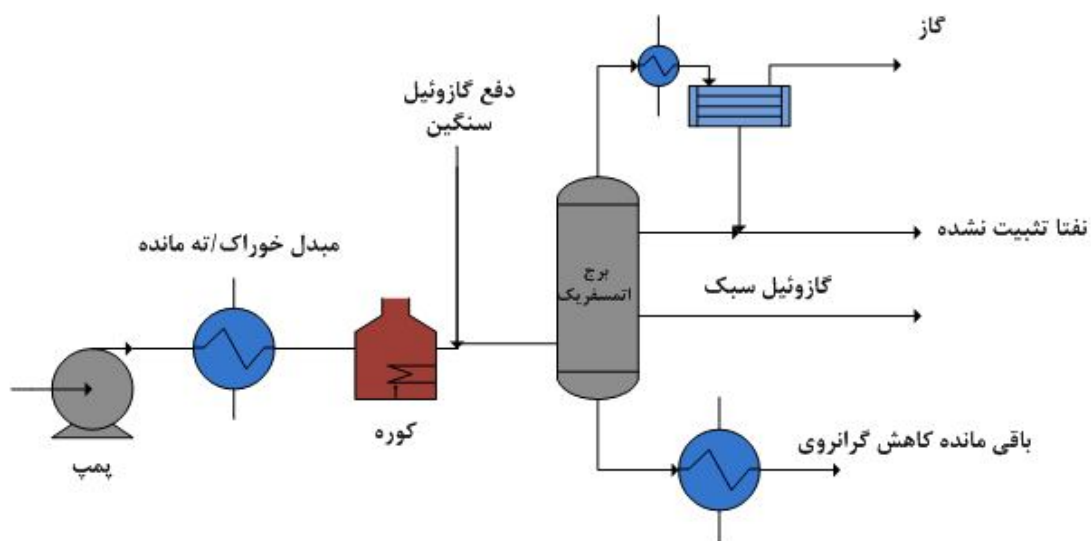 گاز
دفع گازوئیل
سنگین
مبدل خوراک/ته مانده
نفتا تثبیت نشده
برج
اتمسفریک
گازوئیل سبک
کوره
باقی مانده کاهش گرانروی
پمپ